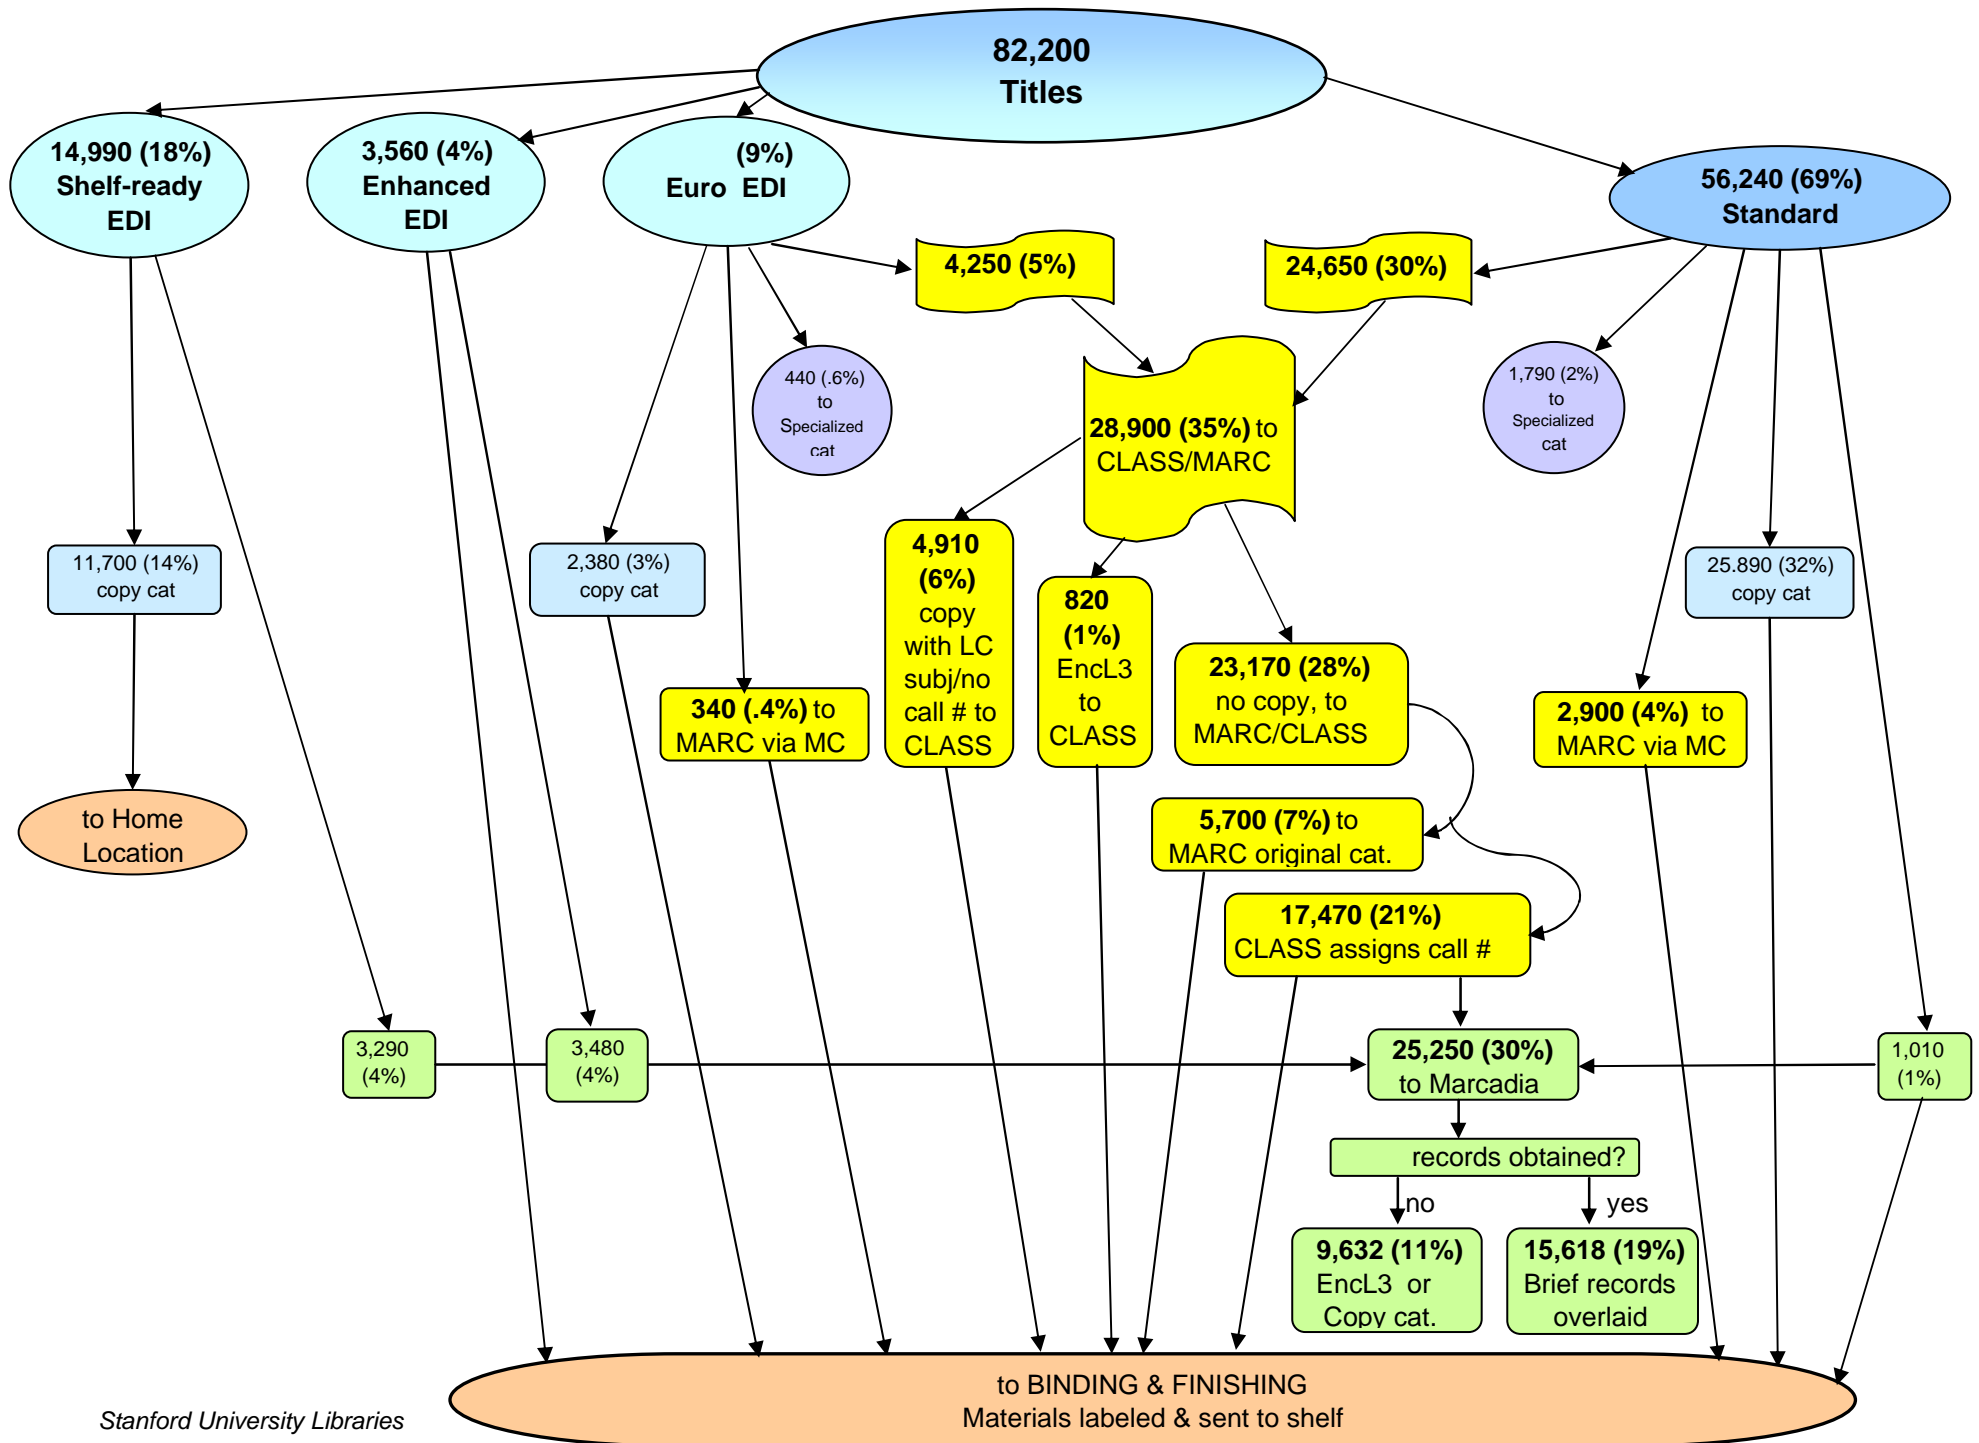 82,200
Titles
14,990 (18%)
Shelf-ready
EDI
3,560 (4%)
Enhanced
EDI
(9%)
Euro EDI
56,240 (69%)
Standard
4,250 (5%)
24,650 (30%)
440 (.6%)
to
Specialized
cat
1,790 (2%)
to
Specialized
cat
28,900 (35%) to
CLASS/MARC
11,700 (14%)
copy cat
2,380 (3%)
copy cat
4,910
(6%)
copy
with LC
subj/no
call # to
CLASS
820
(1%)
EncL3
to
CLASS
23,170 (28%)
no copy, to
MARC/CLASS
25.890 (32%)
copy cat
340 (.4%) to
MARC via MC
2,900 (4%) to
MARC via MC
to Home
Location
5,700 (7%) to
MARC original cat.
17,470 (21%)
CLASS assigns call #
3,290
(4%)
3,480
(4%)
25,250 (30%)
to Marcadia
1,010
(1%)
records obtained?
no
yes
9,632 (11%)
EncL3 or
Copy cat.
15,618 (19%)
Brief records
overlaid
to BINDING & FINISHING
Materials labeled & sent to shelf
Stanford University Libraries